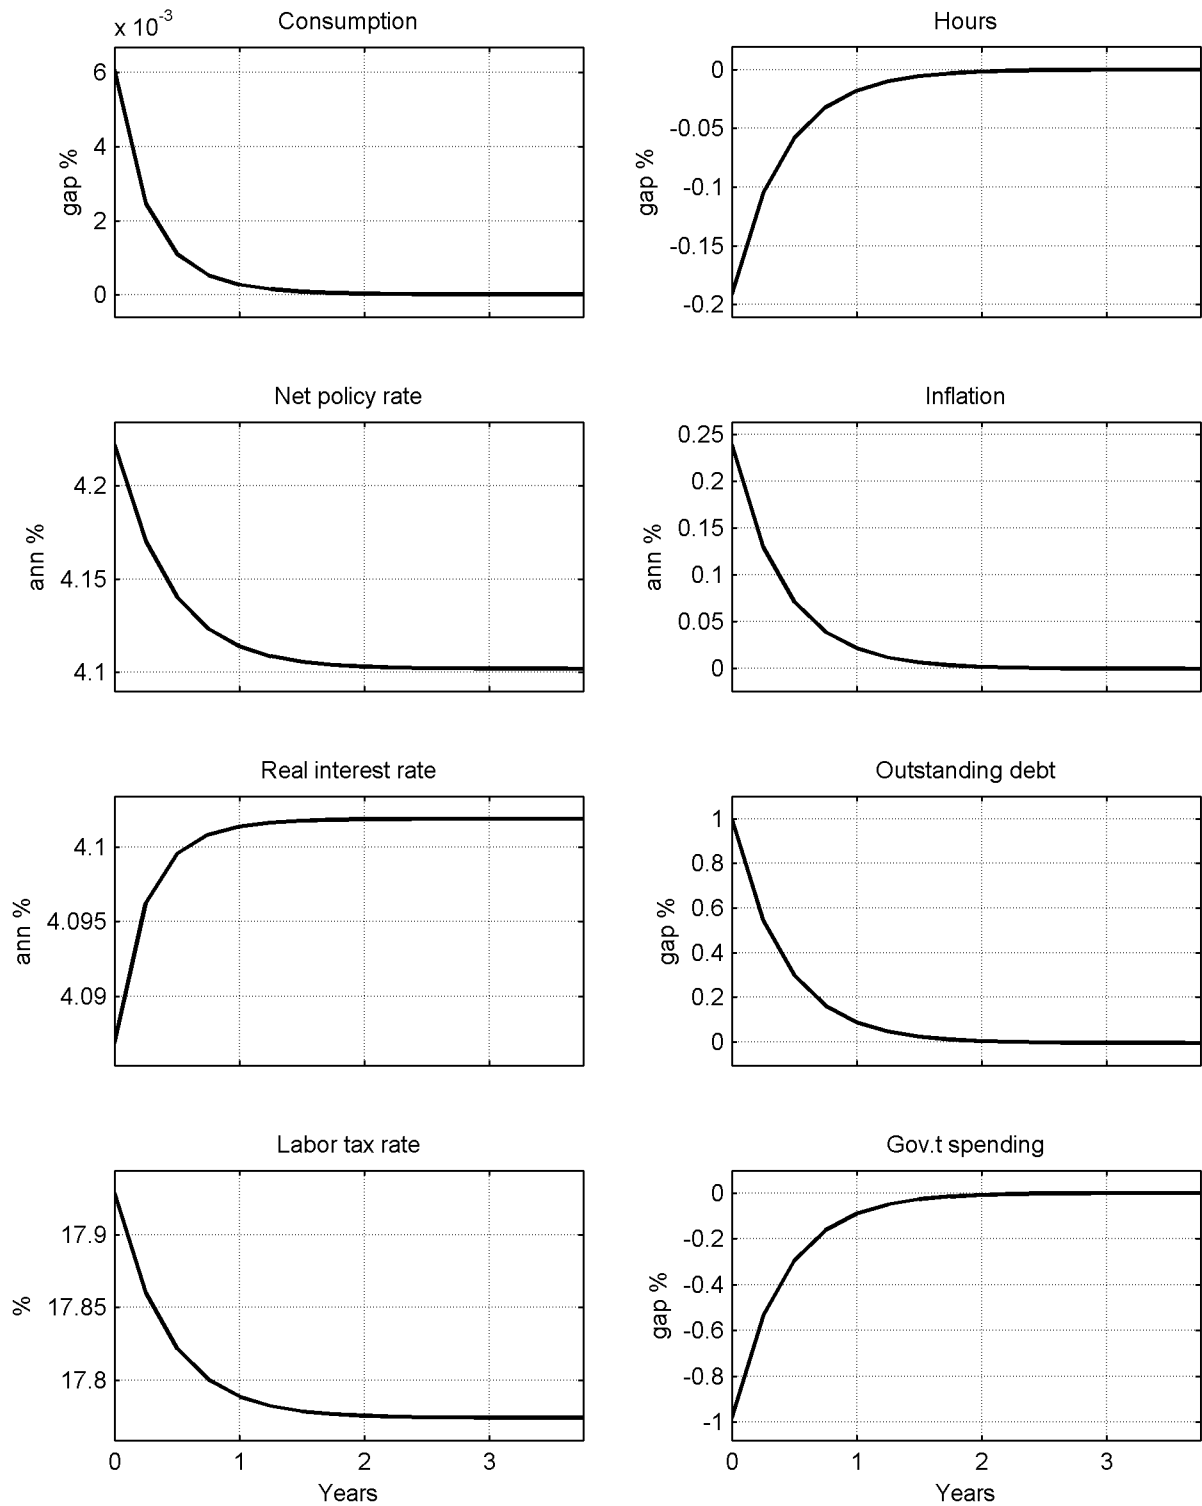 x 10-3
Consumption
6
4
2
0
gap %
Hours
0
-0.05
-0.1
-0.15
-0.2
gap %
Net policy rate
4.2
4.15
4.1
ann %
Inflation
0.25
0.2
0.15
0.1
0.05
0
ann %
Real interest rate
4.1
4.095
4.09
ann %
Outstanding debt
1
0.8
0.6
0.4
0.2
0
gap %
Labor tax rate
17.9
17.85
17.8
%
0 1 2 3
Years
Gov.t spending
0
-0.2
-0.4
-0.6
-0.8
-1
gap %
0 1 2 3
Years